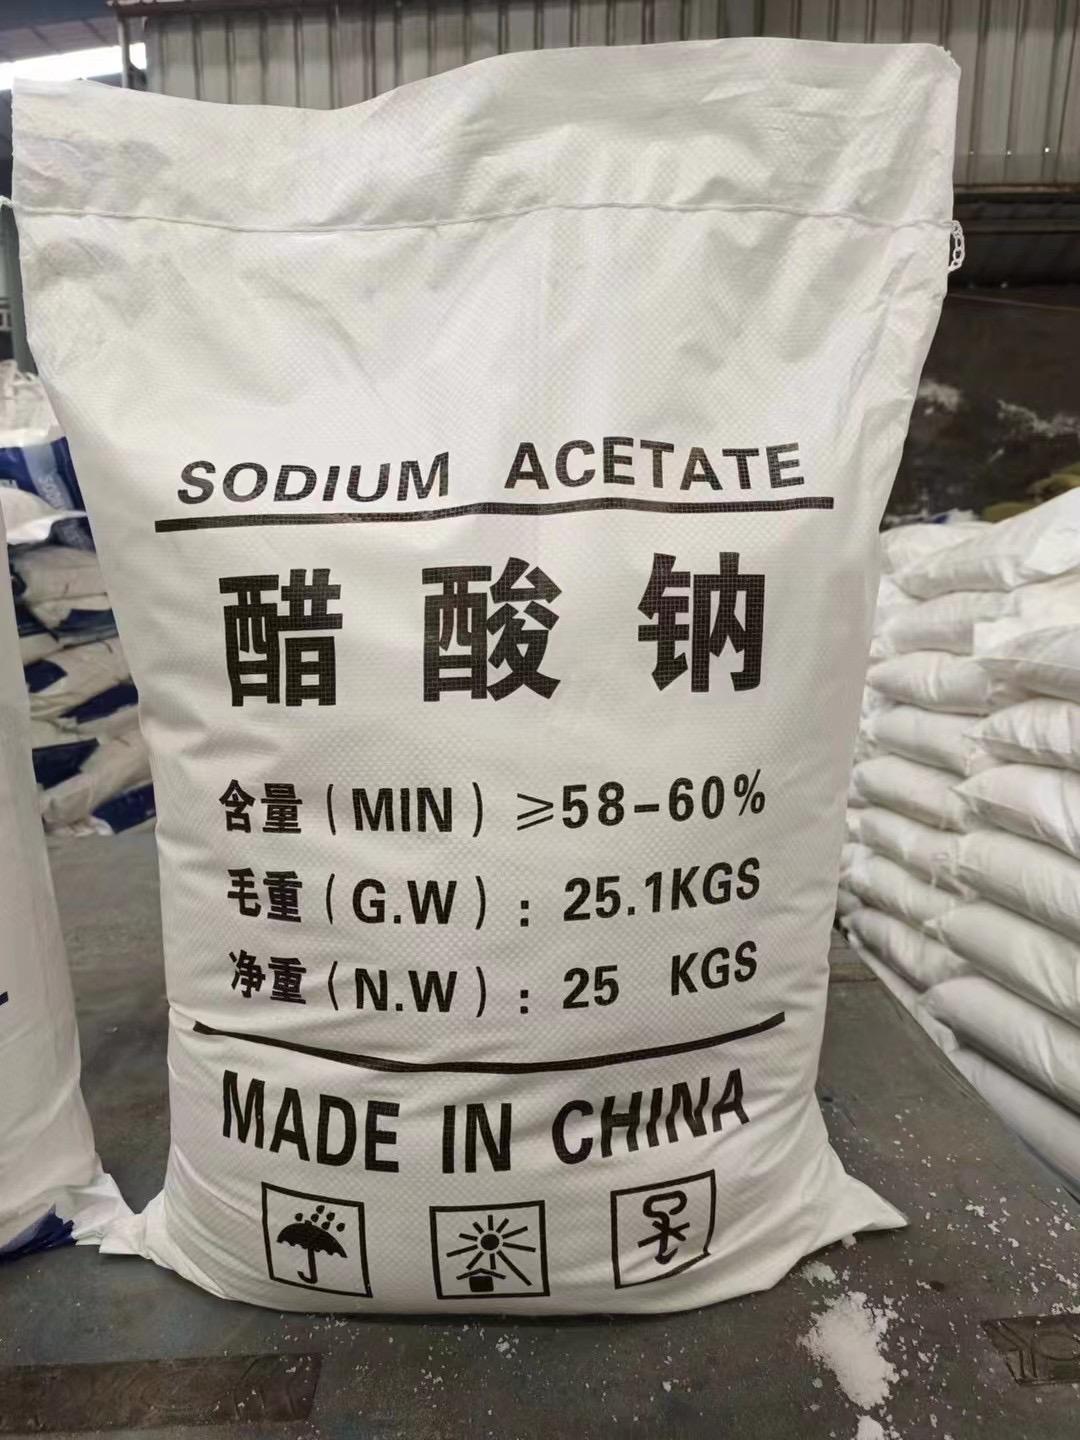 SODIUM ACETATE
醋酸钠
含量(MIN)≥58-60%
毛重(G.W):25.1KGS
净重(N.W):25 KGS
MADE IN CHINA